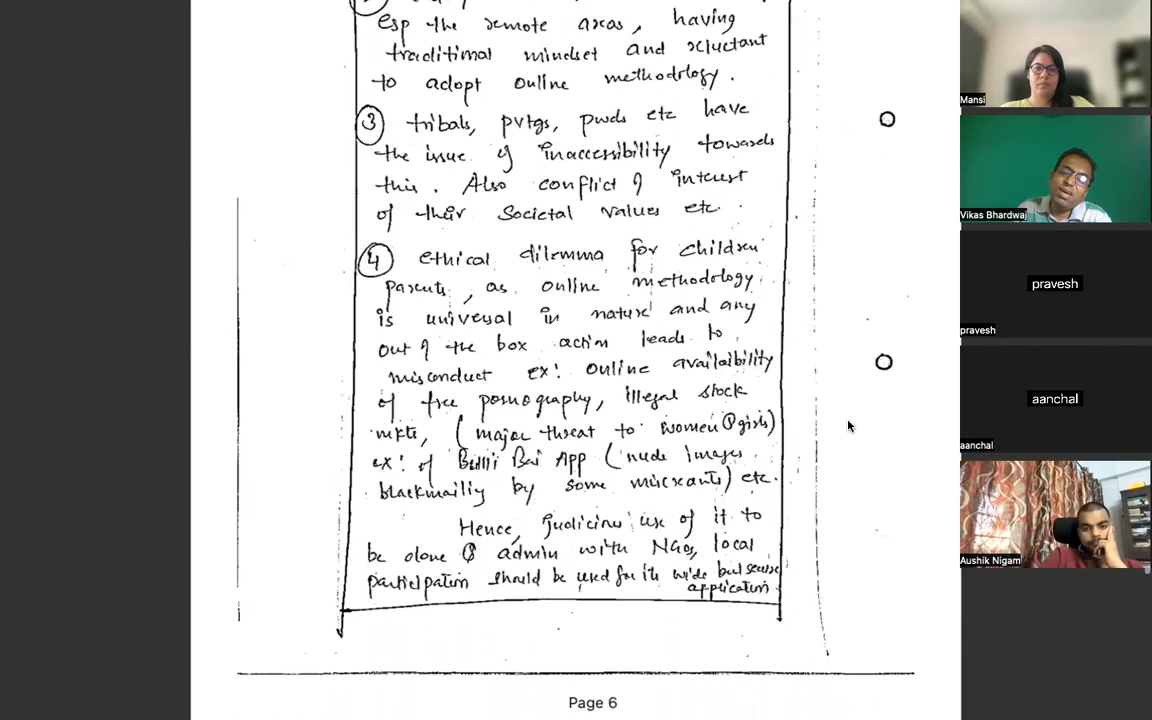 esp the remote areas, having
traditional mindset and reluctant
to adopt online methodology.
3 tribals, pvtgs, pwds etc have
the issue of inaccessibility towards
this. Also conflict of interest
of their societal values etc.
4 ethical dilemma for children
parents, as online methodology
is universal in nature and any
out of the box action leads to
misconduct ex: online availability
of free pornography, illegal stock
mkts, (major threat to women & girls)
ex: of Bulli Bai App (nude images
blackmailing by some miscreants) etc.
Hence, judicious use of it to
be done & admin with NGOs, local
participation should be used for its wide but secure
application.
Page 6
Mansi
Vikas Bhardwaj
pravesh
pravesh
aanchal
aanchal
Aushik Nigam